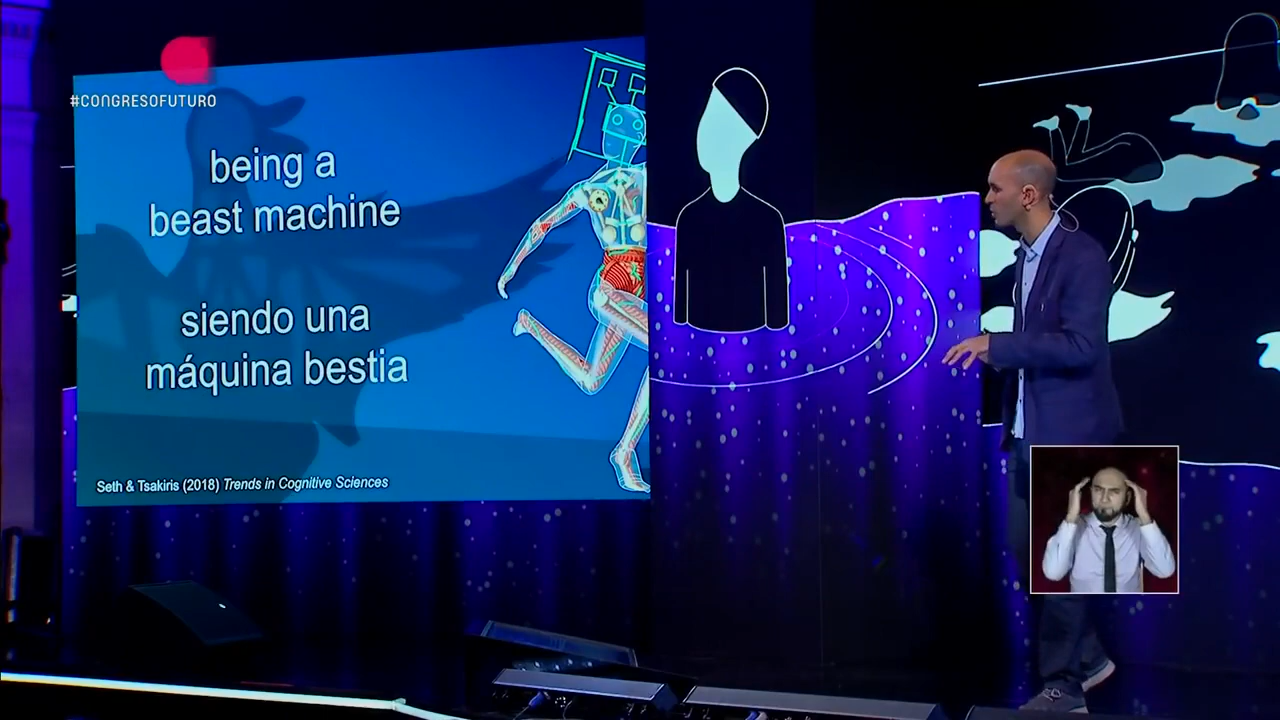 #CONGRESOFUTURO
being a
beast machine
siendo una
máquina bestia
Seth & Tsakiris (2018) Trends in Cognitive Sciences